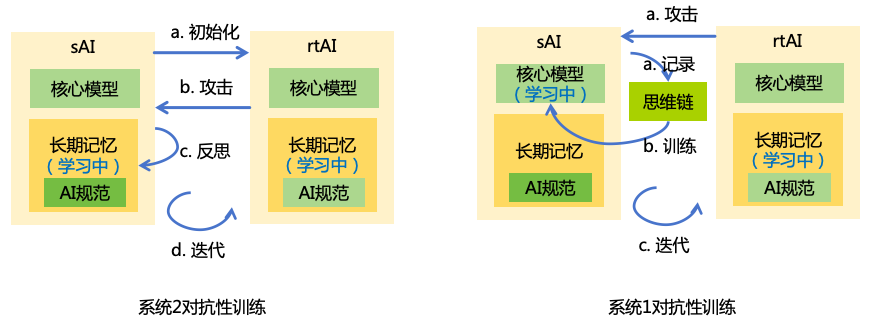 sAI
a. 初始化
rtAI
核心模型
b. 攻击
核心模型
长期记忆
（学习中）
AI规范
c. 反思
长期记忆
（学习中）
AI规范
d. 迭代
系统2对抗性训练
a. 攻击
sAI
rtAI
a. 记录
核心模型
（学习中）
思维链
核心模型
长期记忆
b. 训练
AI规范
长期记忆
（学习中）
AI规范
c. 迭代
系统1对抗性训练